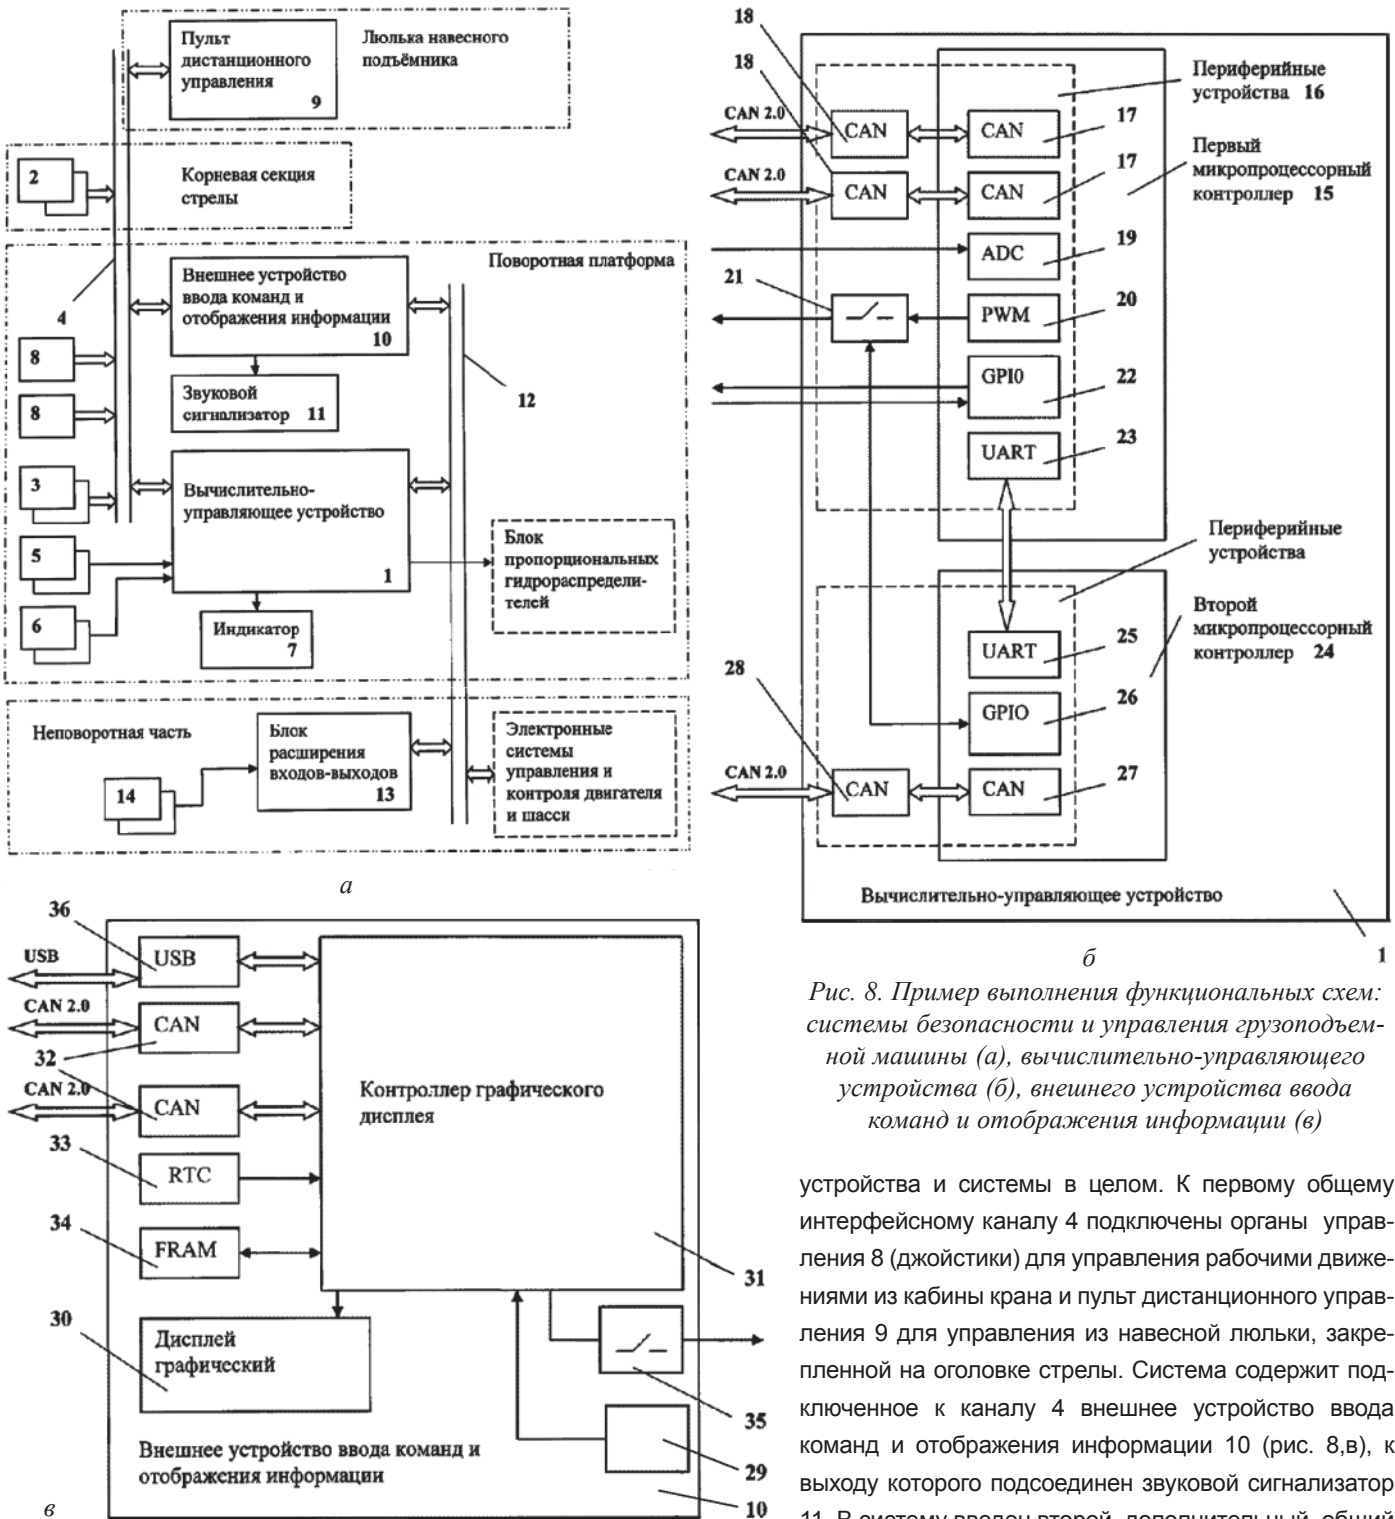 Пульт
дистанционного
управления
9
Люлька навесного
подъёмника
2
Корневая секция
стрелы
Поворотная платформа
4
Внешнее устройство
ввода команд и
отображения информации
10
8
Звуковой
сигнализатор 11
12
8
3
Вычислительно-
управляющее устройство
1
5
Блок
пропорциональных
гидрораспредели-
телей
6
Индикатор
7
Неповоротная часть
Блок
расширения
входов-выходов
13
14
Электронные
системы
управления и
контроля двигателя
и шасси
а
18
18
Периферийные
устройства 16
CAN 2.0
CAN
CAN
17
Первый
микропроцессорный
контроллер 15
CAN 2.0
CAN
CAN
17
ADC
19
21
PWM
20
GPI0
22
UART
23
Периферийные
устройства
Второй
микропроцессорный
контроллер 24
UART
25
28
GPIO
26
CAN 2.0
CAN
CAN
27
Вычислительно-управляющее устройство
1
б
36
USB
USB
CAN 2.0
CAN
32
CAN 2.0
CAN
Контроллер графического
дисплея
33
RTC
34
FRAM
31
30
Дисплей
графический
35
29
Внешнее устройство ввода команд и
отображения информации
10
в
Рис. 8. Пример выполнения функциональных схем:
системы безопасности и управления грузоподъем-
ной машины (а), вычислительно-управляющего
устройства (б), внешнего устройства ввода
команд и отображения информации (в)
устройства и системы в целом. К первому общему
интерфейсному каналу 4 подключены органы управ-
ления 8 (джойстики) для управления рабочими движе-
ниями из кабины крана и пульт дистанционного управ-
ления 9 для управления из навесной люльки, закре-
пленной на оголовке стрелы. Система содержит под-
ключенное к каналу 4 внешнее устройство ввода
команд и отображения информации 10 (рис. 8,в), к
выходу которого подсоединен звуковой сигнализатор
11. В систему введен второй, дополнительный, общий